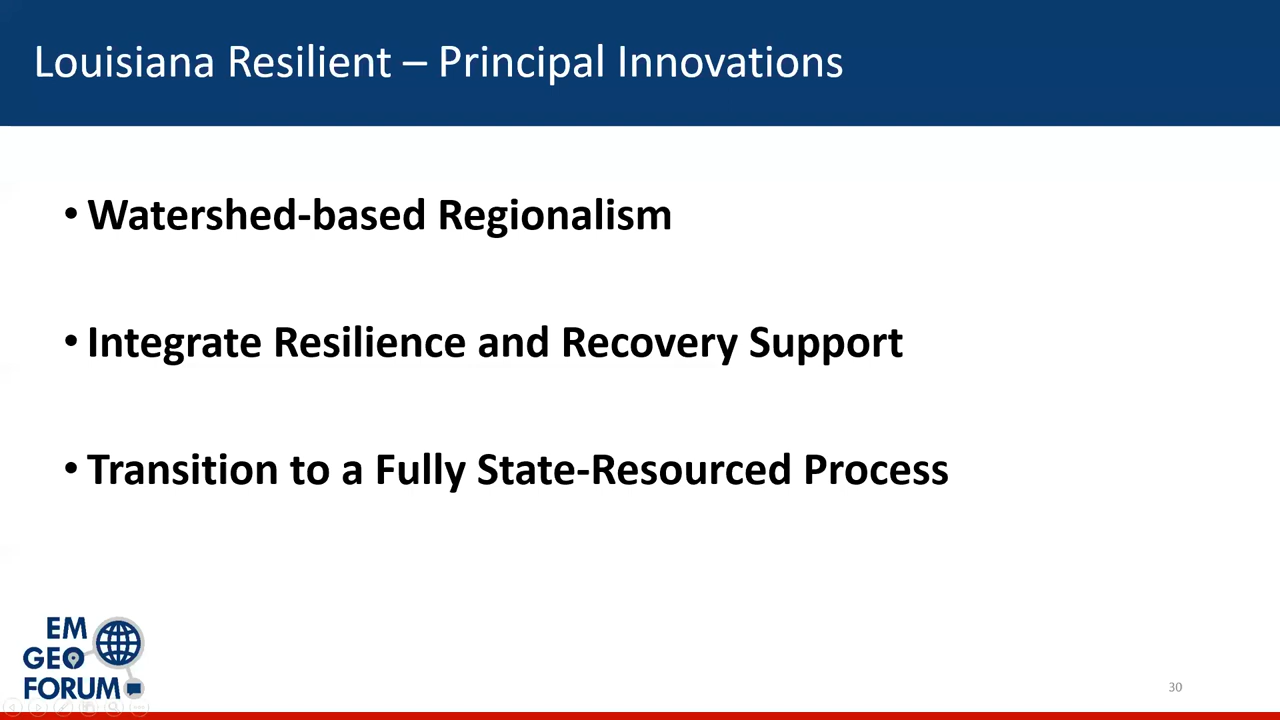 Louisiana Resilient – Principal Innovations
• Watershed-based Regionalism
• Integrate Resilience and Recovery Support
• Transition to a Fully State-Resourced Process
EM
GEO
FORUM
30